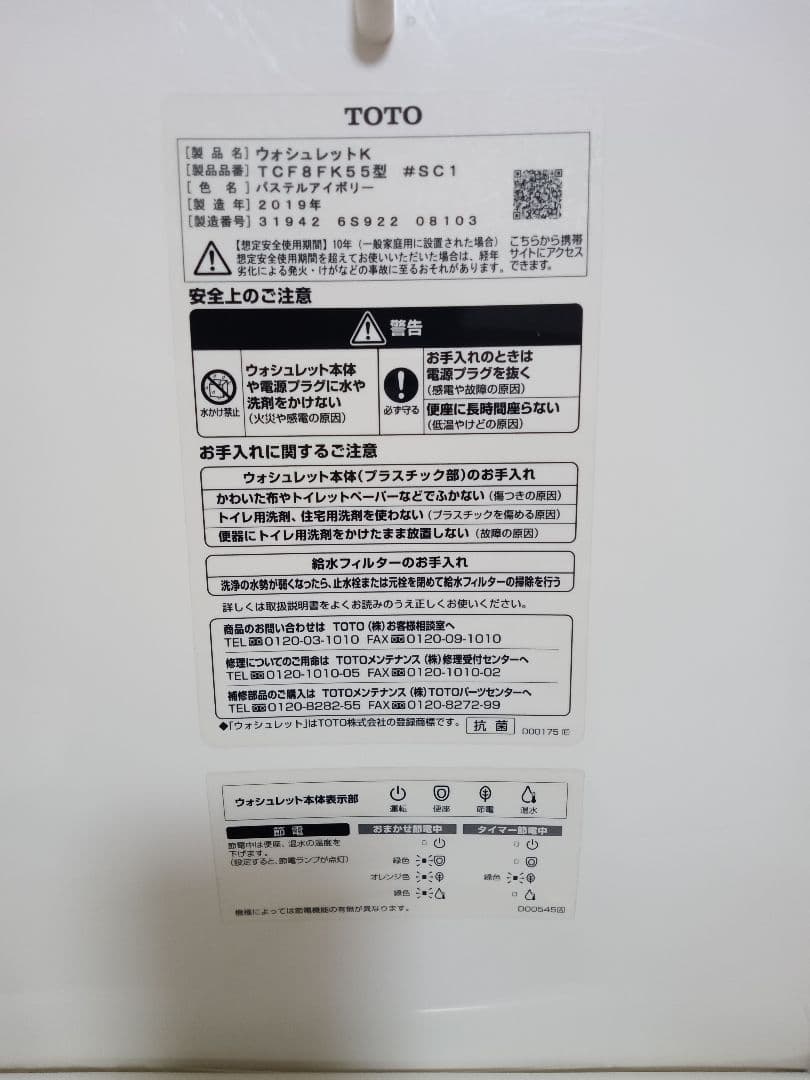 TOTO
[製品名] ウォシュレットK
[製品品番] TCF8FK55型 #SC1
[色名] パステルアイボリー
[製造年] 2019年
[製造番号] 31942 6S922 08103
【想定安全使用期間】10年(一般家庭用に設置された場合)
想定安全使用期間を超えてお使いいただいた場合は、経年
劣化による発火・けがなどの事故に至るおそれがあります。
こちらから携帯
サイトにアクセス
できます。
安全上のご注意
警告
水かけ禁止
ウォシュレット本体
や電源プラグに水や
洗剤をかけない
(火災や感電の原因)
必ず守る
お手入れのときは
電源プラグを抜く
(感電や故障の原因)
便座に長時間座らない
(低温やけどの原因)
お手入れに関するご注意
ウォシュレット本体(プラスチック部)のお手入れ
かわいた布やトイレットペーパーなどでふかない(傷つきの原因)
トイレ用洗剤、住宅用洗剤を使わない(プラスチックを傷める原因)
便器にトイレ用洗剤をかけたまま放置しない(故障の原因)
給水フィルターのお手入れ
洗浄の水勢が弱くなったら、止水栓または元栓を閉めて給水フィルターの掃除を行う
詳しくは取扱説明書をよくお読みのうえ正しくお使いください。
商品のお問い合わせは TOTO(株)お客様相談室へ
TEL 0120-03-1010 FAX 0120-09-1010
修理についてのご用命は TOTOメンテナンス(株)修理受付センターへ
TEL 0120-1010-05 FAX 0120-1010-02
補修部品のご購入は TOTOメンテナンス(株)TOTOパーツセンターへ
TEL 0120-8282-55 FAX 0120-8272-99
◆「ウォシュレット」はTOTO株式会社の登録商標です。 抗菌 D00175
ウォシュレット本体表示部
運転 便座 節電 温水
節電
節電中は便座、温水の温度を
下げます。
(設定すると、節電ランプが点灯)
おまかせ節電中
緑色
オレンジ色
緑色
タイマー節電中
緑色
機種によっては節電機能の有無が異なります。
D00545